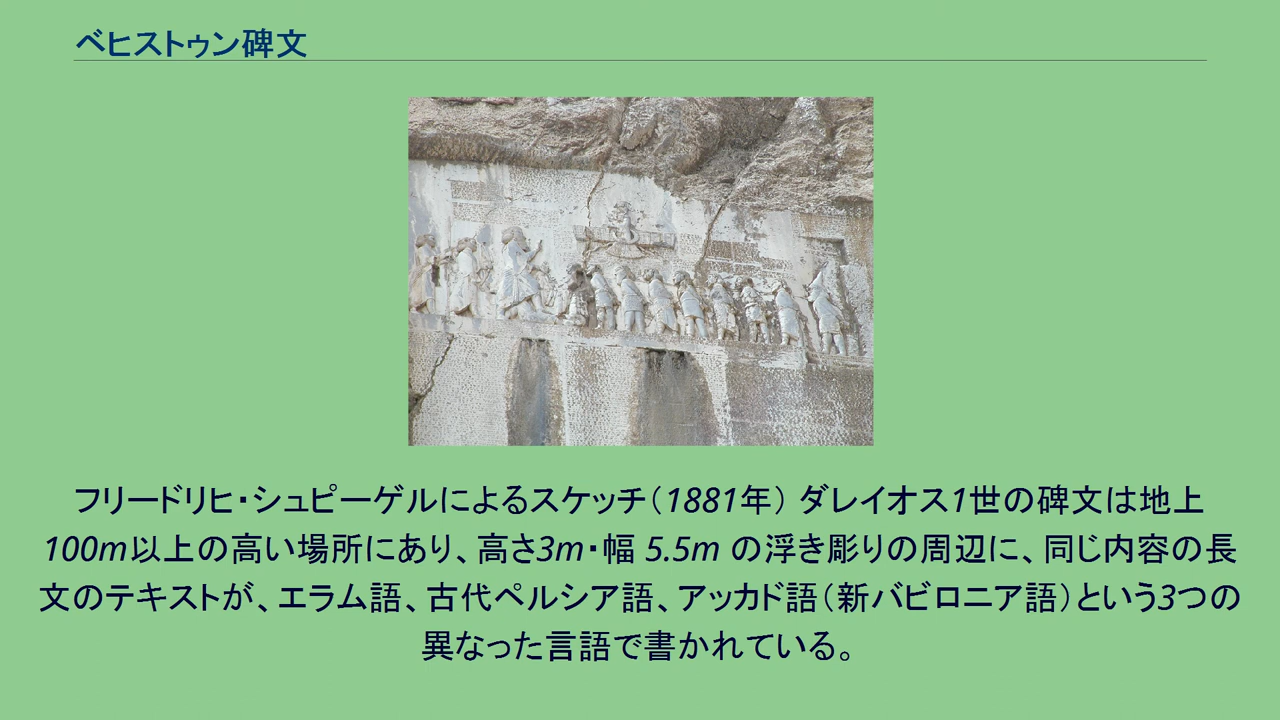 ベヒストゥン碑文
フリードリヒ・シュピーゲルによるスケッチ（1881年） ダレイオス1世の碑文は地上
100m以上の高い場所にあり、高さ3m・幅 5.5m の浮き彫りの周辺に、同じ内容の長
文のテキストが、エラム語、古代ペルシア語、アッカド語（新バビロニア語）という3つの
異なった言語で書かれている。